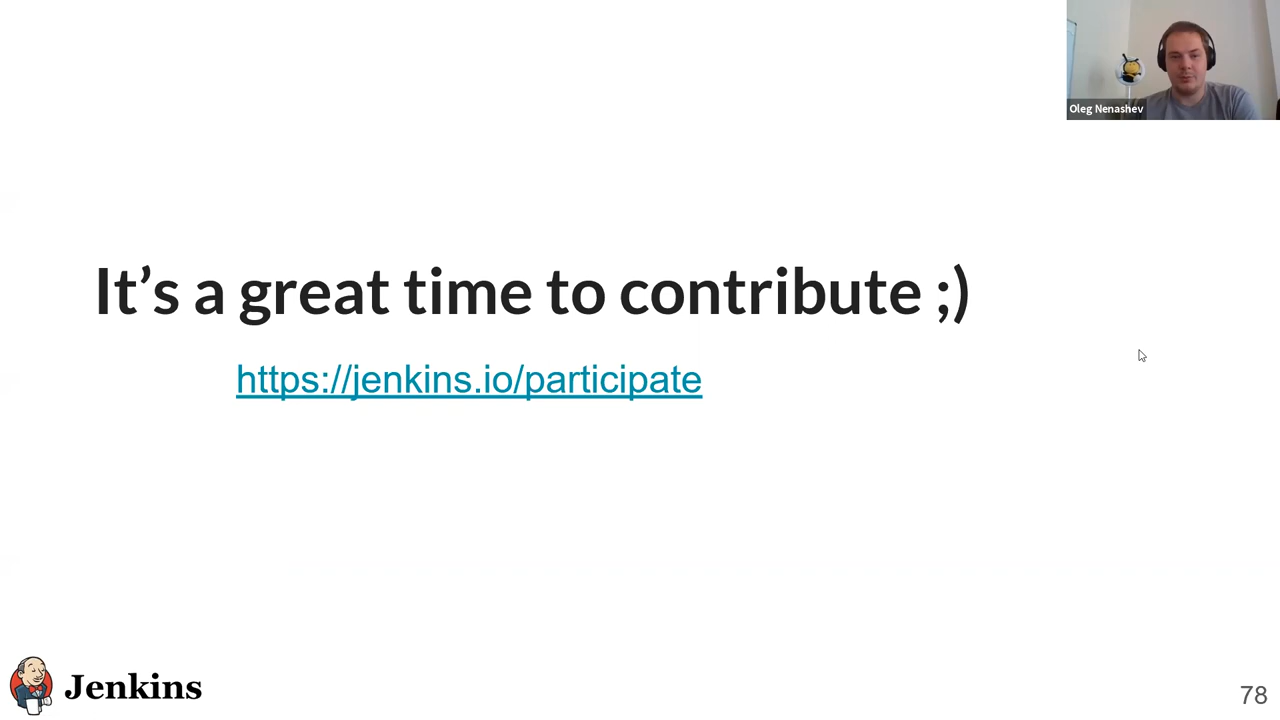 Oleg Nenashev
It’s a great time to contribute ;)
https://jenkins.io/participate
Jenkins
78